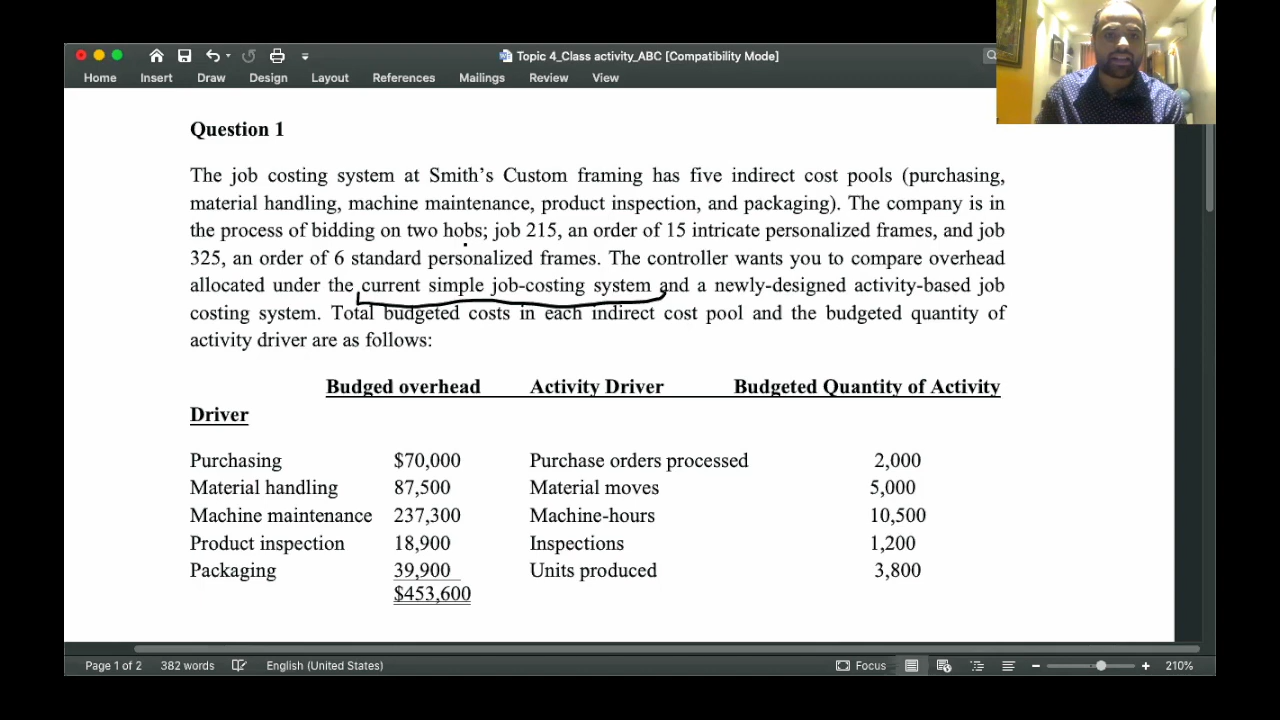 Topic 4_Class activity_ABC [Compatibility Mode]
Home Insert Draw Design Layout References Mailings Review View
Question 1
The job costing system at Smith's Custom framing has five indirect cost pools (purchasing,
material handling, machine maintenance, product inspection, and packaging). The company is in
the process of bidding on two hobs; job 215, an order of 15 intricate personalized frames, and job
325, an order of 6 standard personalized frames. The controller wants you to compare overhead
allocated under the current simple job-costing system and a newly-designed activity-based job
costing system. Total budgeted costs in each indirect cost pool and the budgeted quantity of
activity driver are as follows:
Budged overhead Activity Driver Budgeted Quantity of Activity
Driver
Purchasing $70,000 Purchase orders processed 2,000
Material handling 87,500 Material moves 5,000
Machine maintenance 237,300 Machine-hours 10,500
Product inspection 18,900 Inspections 1,200
Packaging 39,900 Units produced 3,800
$453,600
Page 1 of 2 382 words English (United States) Focus 210%